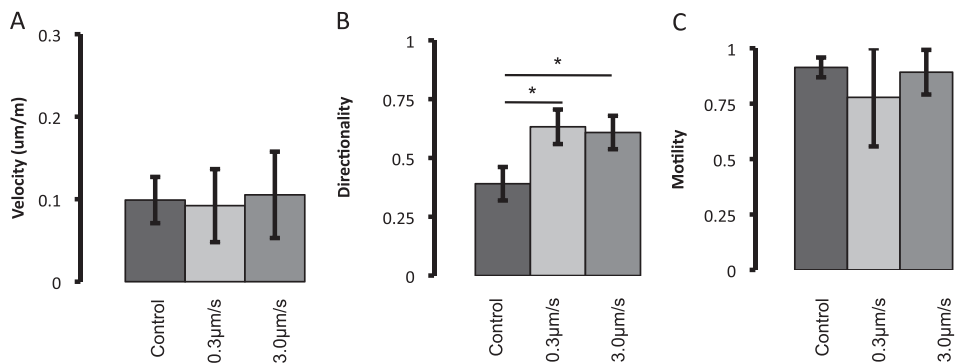 A
Velocity (um/m)
0.3
0.2
0.1
0
Control
0.3µm/s
3.0µm/s
B
Directionality
1
0.75
0.5
0.25
0
*
*
Control
0.3µm/s
3.0µm/s
C
Motility
1
0.75
0.5
0.25
0
Control
0.3µm/s
3.0µm/s